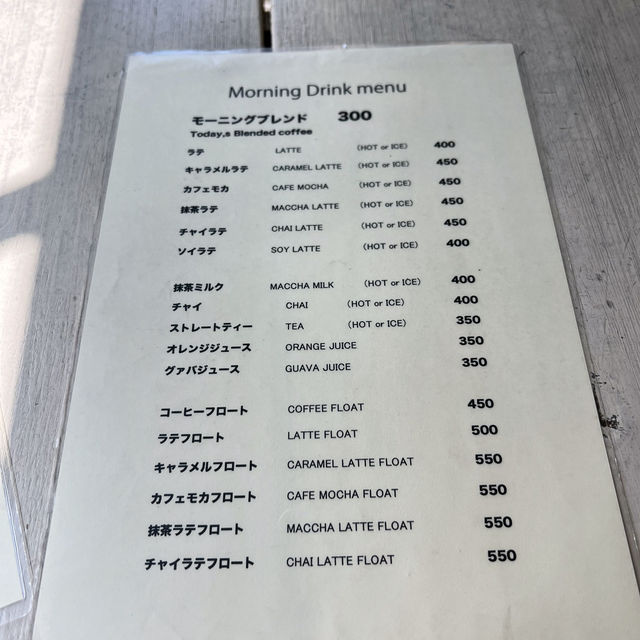 Morning Drink menu
モーニングブレンド 300
Today,s Blended coffee
ラテ LATTE (HOT or ICE) 400
キャラメルラテ CARAMEL LATTE (HOT or ICE) 450
カフェモカ CAFE MOCHA (HOT or ICE) 450
抹茶ラテ MACCHA LATTE (HOT or ICE) 450
チャイラテ CHAI LATTE (HOT or ICE) 450
ソイラテ SOY LATTE (HOT or ICE) 400
抹茶ミルク MACCHA MILK (HOT or ICE) 400
チャイ CHAI (HOT or ICE) 400
ストレートティー TEA (HOT or ICE) 350
オレンジジュース ORANGE JUICE 350
グァバジュース GUAVA JUICE 350
コーヒーフロート COFFEE FLOAT 450
ラテフロート LATTE FLOAT 500
キャラメルフロート CARAMEL LATTE FLOAT 550
カフェモカフロート CAFE MOCHA FLOAT 550
抹茶ラテフロート MACCHA LATTE FLOAT 550
チャイラテフロート CHAI LATTE FLOAT 550